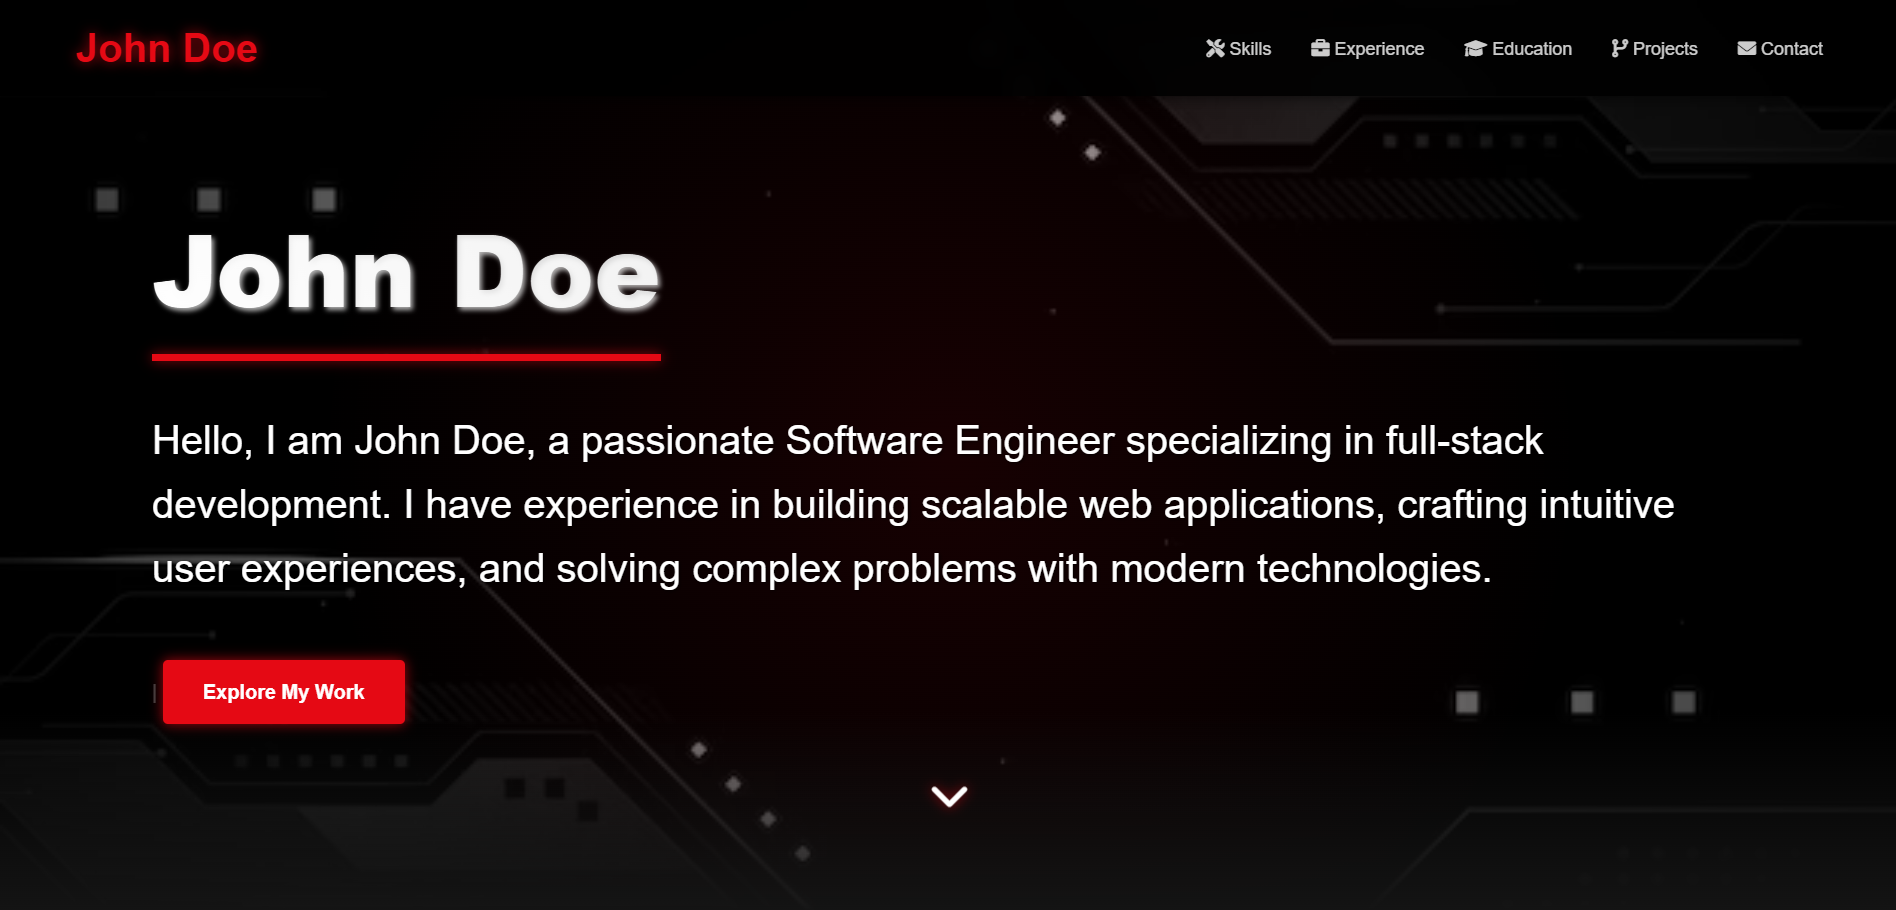 John Doe
Skills
Experience
Education
Projects
Contact
John Doe
Hello, I am John Doe, a passionate Software Engineer specializing in full-stack
development. I have experience in building scalable web applications, crafting intuitive
user experiences, and solving complex problems with modern technologies.
|
Explore My Work